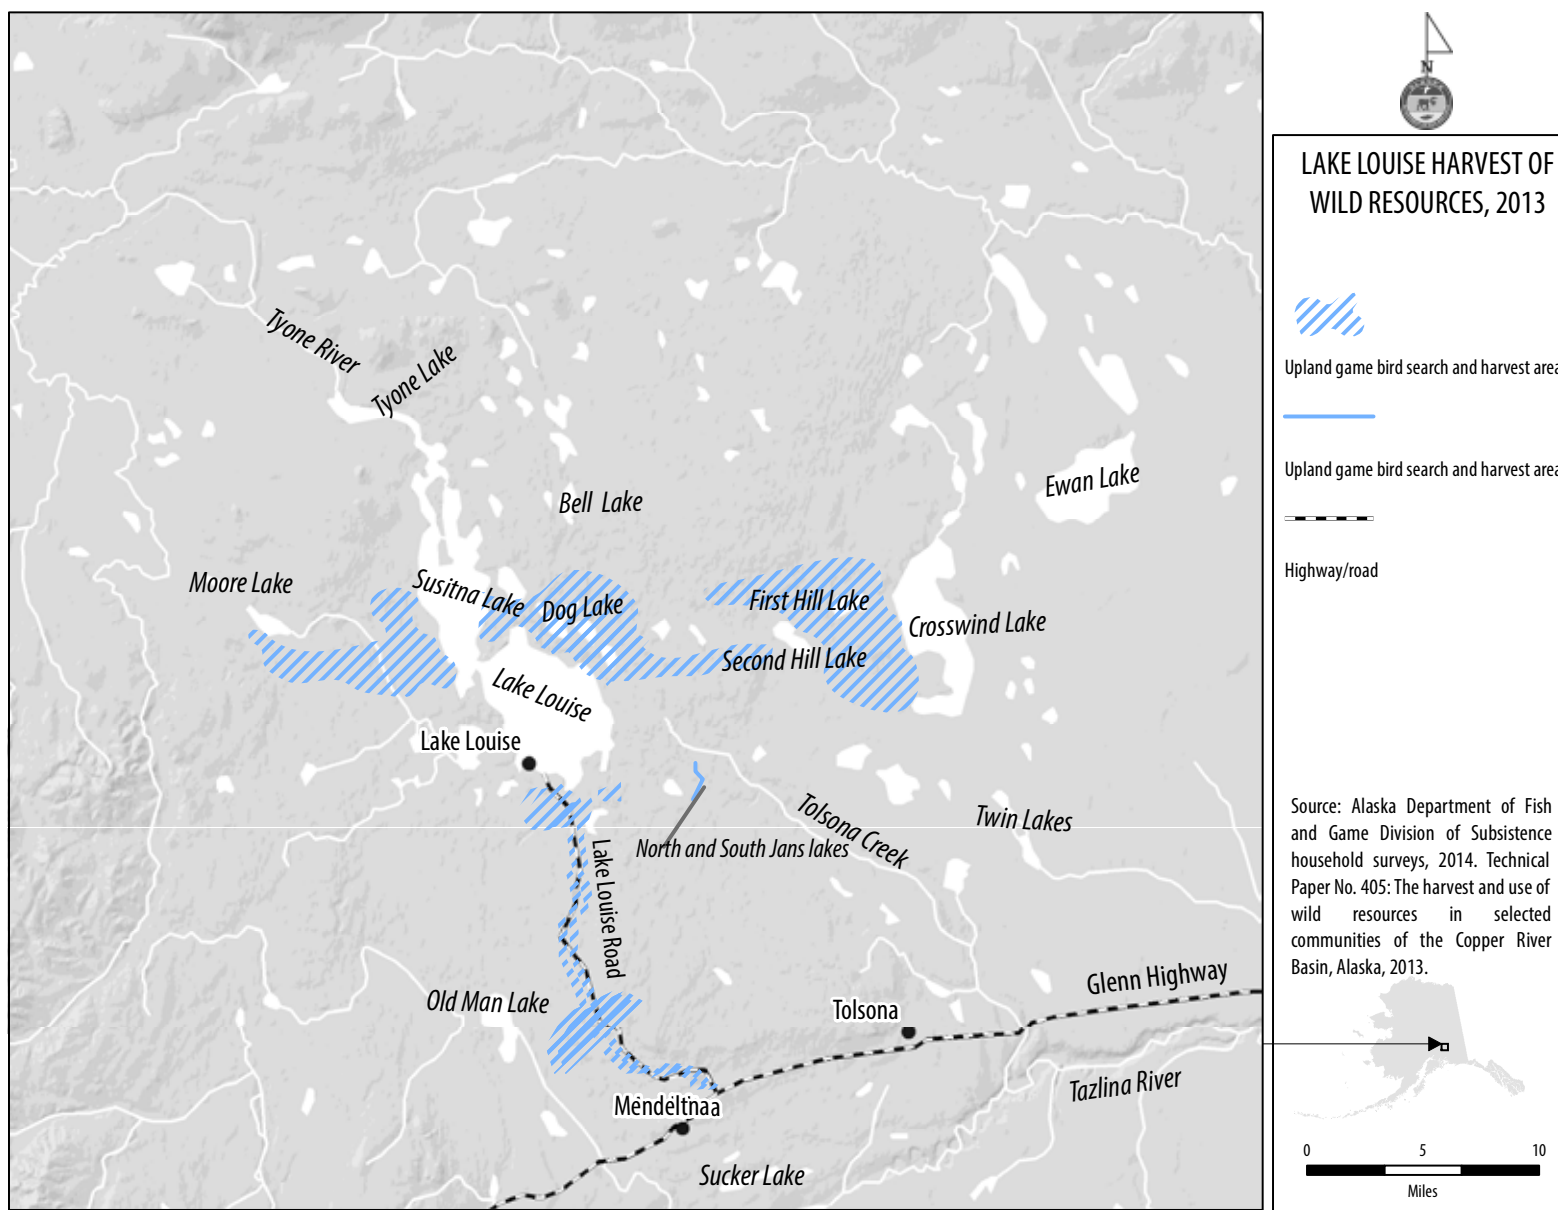 N
LAKE LOUISE HARVEST OF
WILD RESOURCES, 2013
Upland game bird search and harvest area
Upland game bird search and harvest area
Highway/road
Source: Alaska Department of Fish
and Game Division of Subsistence
household surveys, 2014. Technical
Paper No. 405: The harvest and use of
wild resources in selected
communities of the Copper River
Basin, Alaska, 2013.
0 5 10
Miles
Tyone River
Tyone Lake
Ewan Lake
Bell Lake
Moore Lake
Susitna Lake
Dog Lake
First Hill Lake
Crosswind Lake
Second Hill Lake
Lake Louise
Lake Louise
Tolsona Creek
Twin Lakes
North and South Jans lakes
Lake Louise Road
Old Man Lake
Tolsona
Glenn Highway
Tazlina River
Mendeltnaa
Sucker Lake